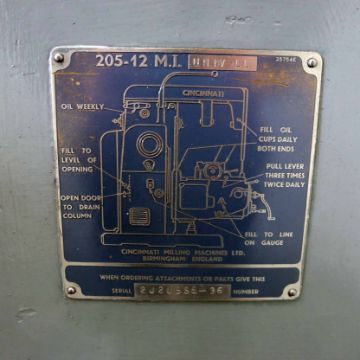 205-12 M.I.
25754E
CINCINNATI
OIL WEEKLY
FILL OIL
CUPS DAILY
BOTH ENDS
FILL TO
LEVEL OF
OPENING
PULL LEVER
THREE TIMES
TWICE DAILY
OPEN DOOR
TO DRAIN
COLUMN
FILL TO LINE
ON GAUGE
CINCINNATI MILLING MACHINES LTD.
BIRMINGHAM ENGLAND
WHEN ORDERING ATTACHMENTS OR PARTS GIVE THIS
SERIAL NUMBER